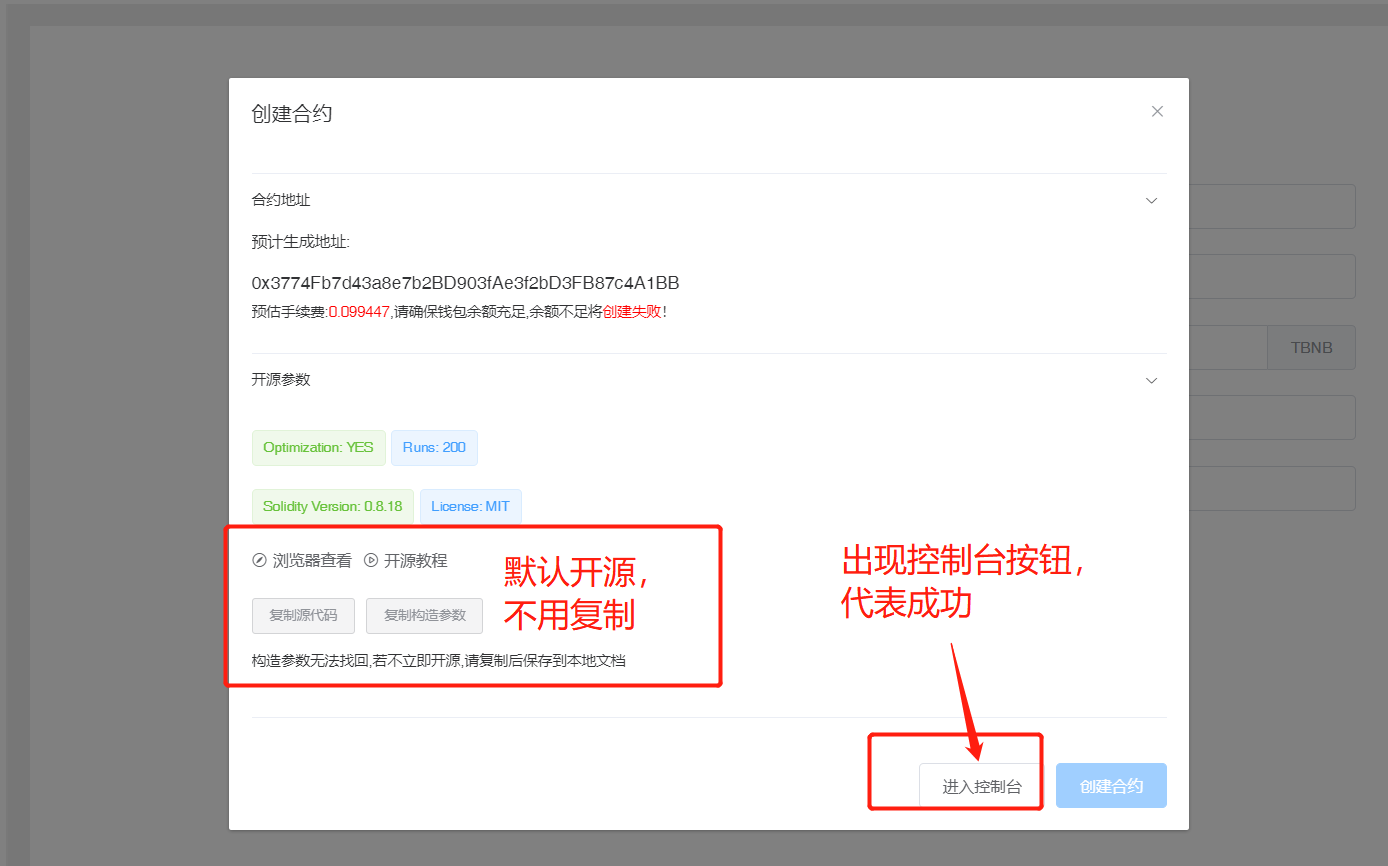 创建合约
合约地址
预计生成地址:
0x3774Fb7d43a8e7b2BD903fAe3f2bD3FB87c4A1BB
预估手续费:0.099447,请确保钱包余额充足,余额不足将创建失败!
TBNB
开源参数
Optimization: YES Runs: 200
Solidity Version: 0.8.18 License: MIT
浏览器查看 开源教程
复制源代码 复制构造参数
构造参数无法找回,若不立即开源,请复制后保存到本地文档
默认开源,
不用复制
出现控制台按钮,
代表成功
进入控制台 创建合约